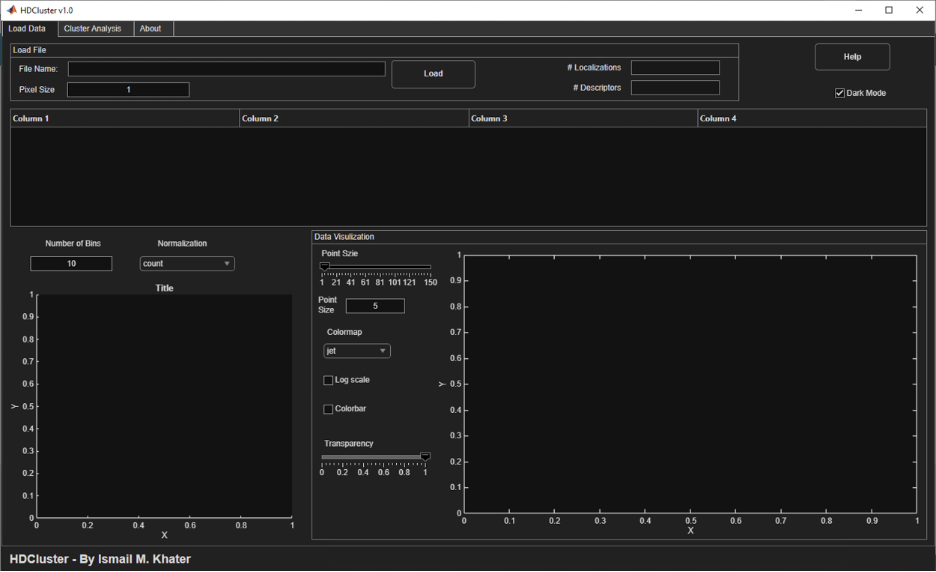 HDCluster v1.0
Load Data Cluster Analysis About
Load File
File Name: Load # Localizations Help
Pixel Size 1 # Descriptors Dark Mode
Column 1 Column 2 Column 3 Column 4
Data Visulization
Number of Bins Normalization
10 count
Title
1
0.9
0.8
0.7
0.6
0.5
0.4
0.3
0.2
0.1
0
Y
0 0.2 0.4 0.6 0.8 1
X
Point Szie
1 21 41 61 81 101 121 150
Point
Size
5
Colormap
jet
Log scale
Colorbar
Transparency
0 0.2 0.4 0.6 0.8 1
1
0.9
0.8
0.7
0.6
0.5
0.4
0.3
0.2
0.1
0
Y
0 0.1 0.2 0.3 0.4 0.5 0.6 0.7 0.8 0.9 1
X
HDCluster - By Ismail M. Khater